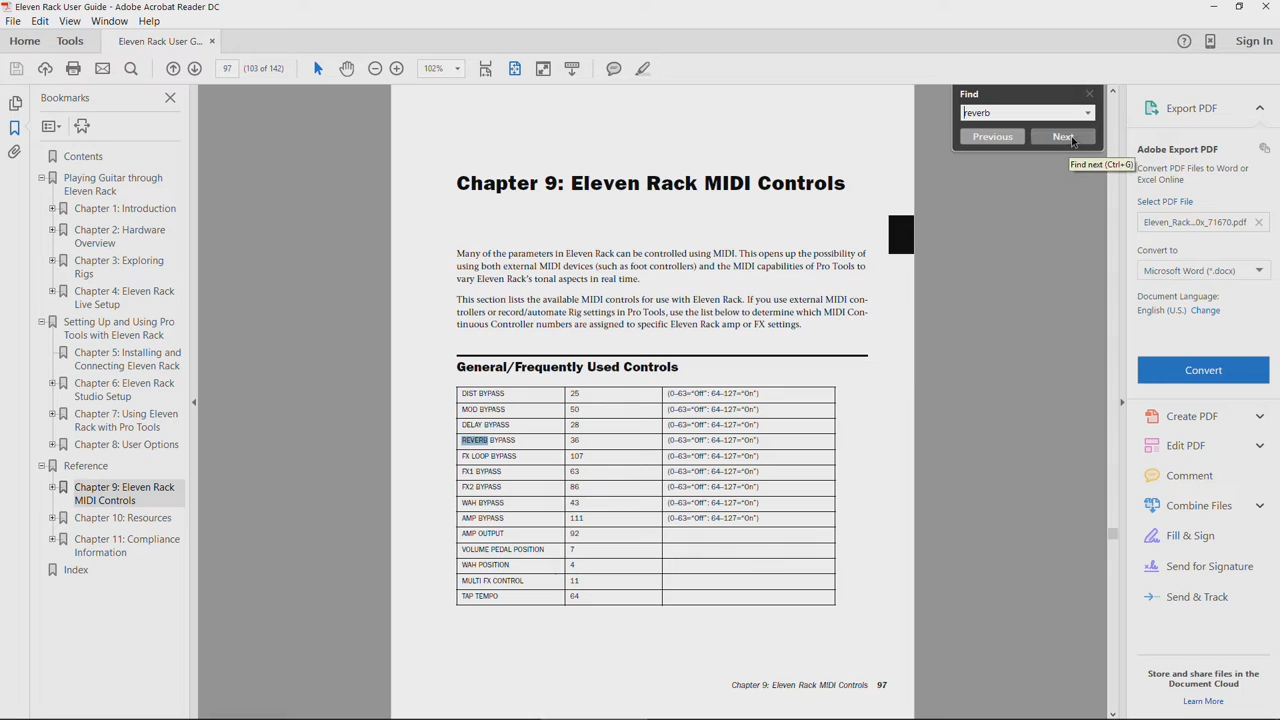 Eleven Rack User Guide - Adobe Acrobat Reader DC
File Edit View Window Help
Home Tools Eleven Rack User G... × Sign In
97 (103 of 142) 102%
Bookmarks
Contents
Playing Guitar through
Eleven Rack
Chapter 1: Introduction
Chapter 2: Hardware
Overview
Chapter 3: Exploring
Rigs
Chapter 4: Eleven Rack
Live Setup
Setting Up and Using Pro
Tools with Eleven Rack
Chapter 5: Installing and
Connecting Eleven Rack
Chapter 6: Eleven Rack
Studio Setup
Chapter 7: Using Eleven
Rack with Pro Tools
Chapter 8: User Options
Reference
Chapter 9: Eleven Rack
MIDI Controls
Chapter 10: Resources
Chapter 11: Compliance
Information
Index
Find
reverb
Previous Next
Find next (Ctrl+G)
Chapter 9: Eleven Rack MIDI Controls
Many of the parameters in Eleven Rack can be controlled using MIDI. This opens up the possibility of
using both external MIDI devices (such as foot controllers) and the MIDI capabilities of Pro Tools to
vary Eleven Rack's tonal aspects in real time.
This section lists the available MIDI controls for use with Eleven Rack. If you use external MIDI con-
trollers or record/automate Rig settings in Pro Tools, use the list below to determine which MIDI Con-
tinuous Controller numbers are assigned to specific Eleven Rack amp or FX settings.
General/Frequently Used Controls
DIST BYPASS 25 (0–63="Off": 64–127="On")
MOD BYPASS 50 (0–63="Off": 64–127="On")
DELAY BYPASS 28 (0–63="Off": 64–127="On")
REVERB BYPASS 36 (0–63="Off": 64–127="On")
FX LOOP BYPASS 107 (0–63="Off": 64–127="On")
FX1 BYPASS 63 (0–63="Off": 64–127="On")
FX2 BYPASS 86 (0–63="Off": 64–127="On")
WAH BYPASS 43 (0–63="Off": 64–127="On")
AMP BYPASS 111 (0–63="Off": 64–127="On")
AMP OUTPUT 92
VOLUME PEDAL POSITION 7
WAH POSITION 4
MULTI FX CONTROL 11
TAP TEMPO 64
Chapter 9: Eleven Rack MIDI Controls 97
Export PDF
Adobe Export PDF
Convert PDF Files to Word or
Excel Online
Select PDF File
Eleven_Rack...0x_71670.pdf
Convert to
Microsoft Word (*.docx)
Document Language:
English (U.S.) Change
Convert
Create PDF
Edit PDF
Comment
Combine Files
Fill & Sign
Send for Signature
Send & Track
Store and share files in the
Document Cloud
Learn More